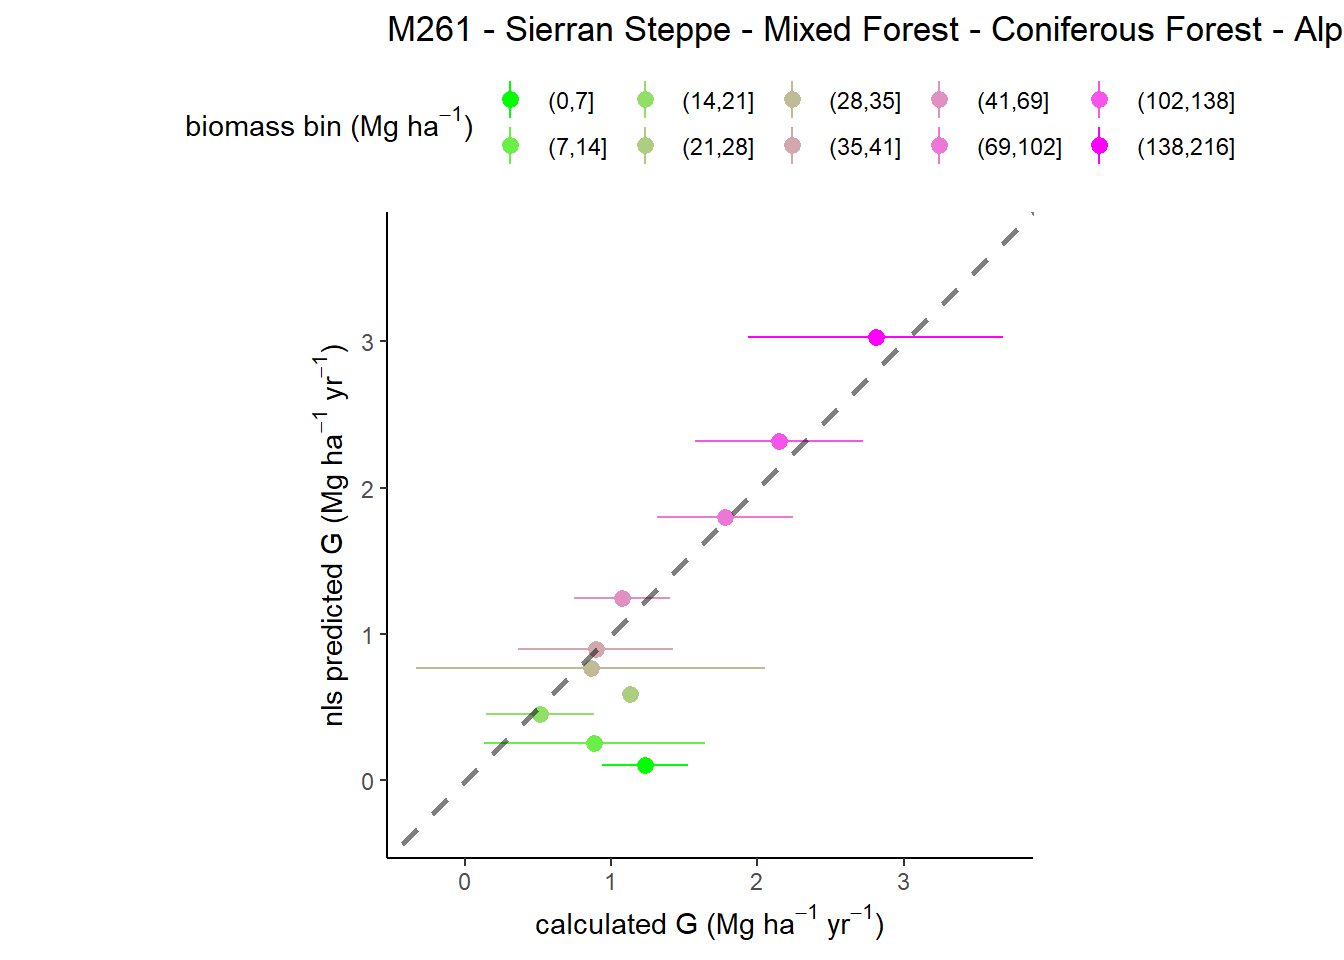 M261 - Sierran Steppe - Mixed Forest - Coniferous Forest - Alp
biomass bin (Mg ha⁻¹)
(0,7] (14,21] (28,35] (41,69] (102,138]
(7,14] (21,28] (35,41] (69,102] (138,216]
nls predicted G (Mg ha⁻¹ yr⁻¹)
3
2
1
0
0 1 2 3
calculated G (Mg ha⁻¹ yr⁻¹)